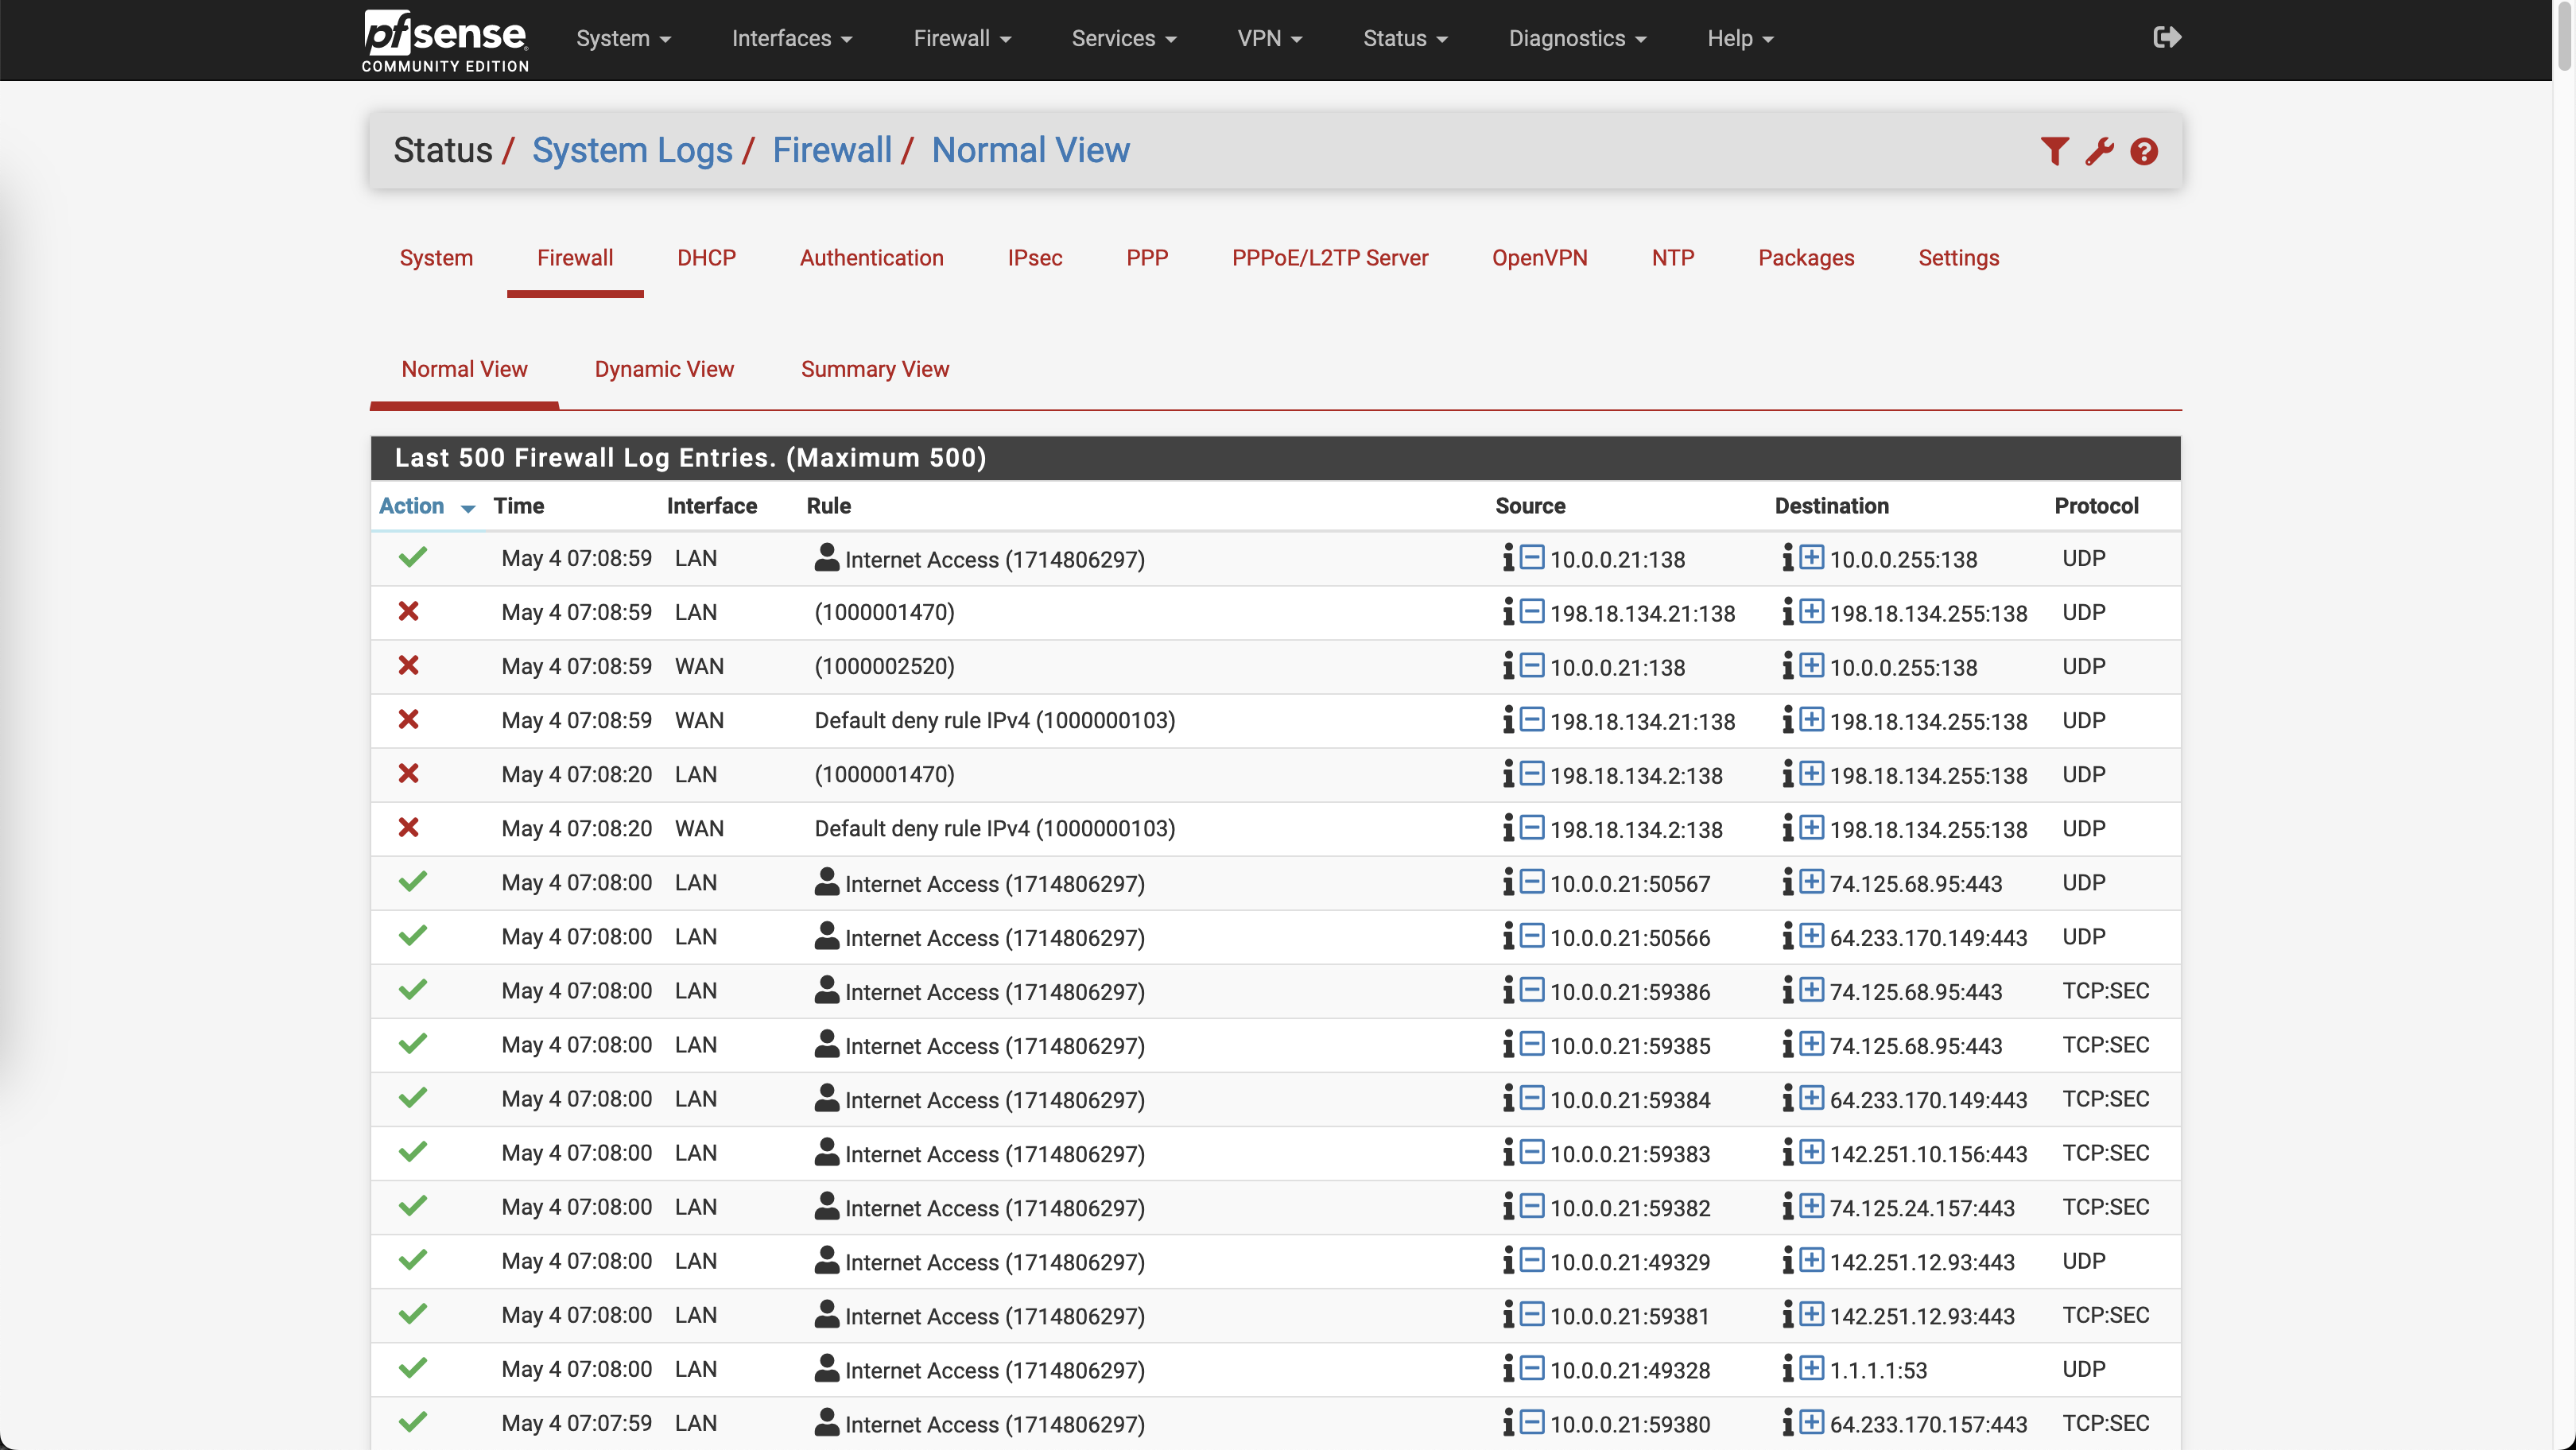 pfsense
COMMUNITY EDITION
System Interfaces Firewall Services VPN Status Diagnostics Help
Status / System Logs / Firewall / Normal View
System Firewall DHCP Authentication IPsec PPP PPPoE/L2TP Server OpenVPN NTP Packages Settings
Normal View Dynamic View Summary View
Last 500 Firewall Log Entries. (Maximum 500)
Action Time Interface Rule Source Destination Protocol
May 4 07:08:59 LAN Internet Access (1714806297) 10.0.0.21:138 10.0.0.255:138 UDP
May 4 07:08:59 LAN (1000001470) 198.18.134.21:138 198.18.134.255:138 UDP
May 4 07:08:59 WAN (1000002520) 10.0.0.21:138 10.0.0.255:138 UDP
May 4 07:08:59 WAN Default deny rule IPv4 (1000000103) 198.18.134.21:138 198.18.134.255:138 UDP
May 4 07:08:20 LAN (1000001470) 198.18.134.2:138 198.18.134.255:138 UDP
May 4 07:08:20 WAN Default deny rule IPv4 (1000000103) 198.18.134.2:138 198.18.134.255:138 UDP
May 4 07:08:00 LAN Internet Access (1714806297) 10.0.0.21:50567 74.125.68.95:443 UDP
May 4 07:08:00 LAN Internet Access (1714806297) 10.0.0.21:50566 64.233.170.149:443 UDP
May 4 07:08:00 LAN Internet Access (1714806297) 10.0.0.21:59386 74.125.68.95:443 TCP:SEC
May 4 07:08:00 LAN Internet Access (1714806297) 10.0.0.21:59385 74.125.68.95:443 TCP:SEC
May 4 07:08:00 LAN Internet Access (1714806297) 10.0.0.21:59384 64.233.170.149:443 TCP:SEC
May 4 07:08:00 LAN Internet Access (1714806297) 10.0.0.21:59383 142.251.10.156:443 TCP:SEC
May 4 07:08:00 LAN Internet Access (1714806297) 10.0.0.21:59382 74.125.24.157:443 TCP:SEC
May 4 07:08:00 LAN Internet Access (1714806297) 10.0.0.21:49329 142.251.12.93:443 UDP
May 4 07:08:00 LAN Internet Access (1714806297) 10.0.0.21:59381 142.251.12.93:443 TCP:SEC
May 4 07:08:00 LAN Internet Access (1714806297) 10.0.0.21:49328 1.1.1.1:53 UDP
May 4 07:07:59 LAN Internet Access (1714806297) 10.0.0.21:59380 64.233.170.157:443 TCP:SEC